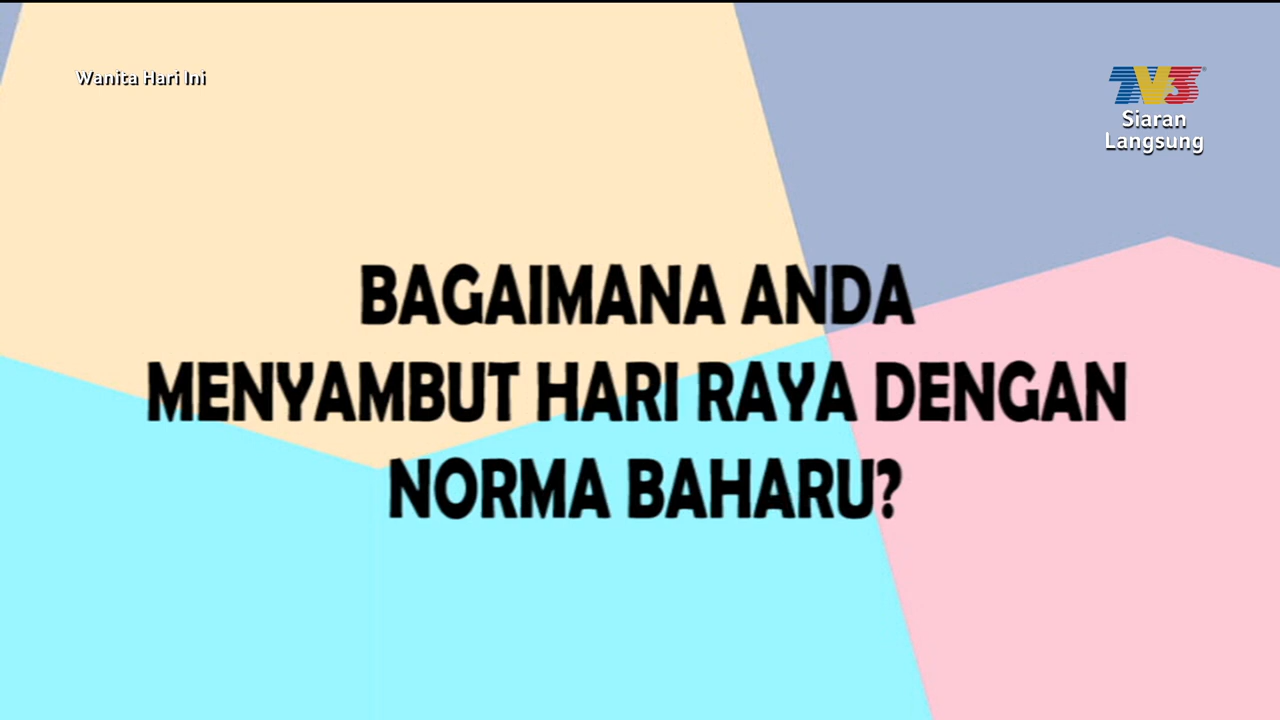 Wanita Hari Ini
TV3
Siaran
Langsung
BAGAIMANA ANDA
MENYAMBUT HARI RAYA DENGAN
NORMA BAHARU?